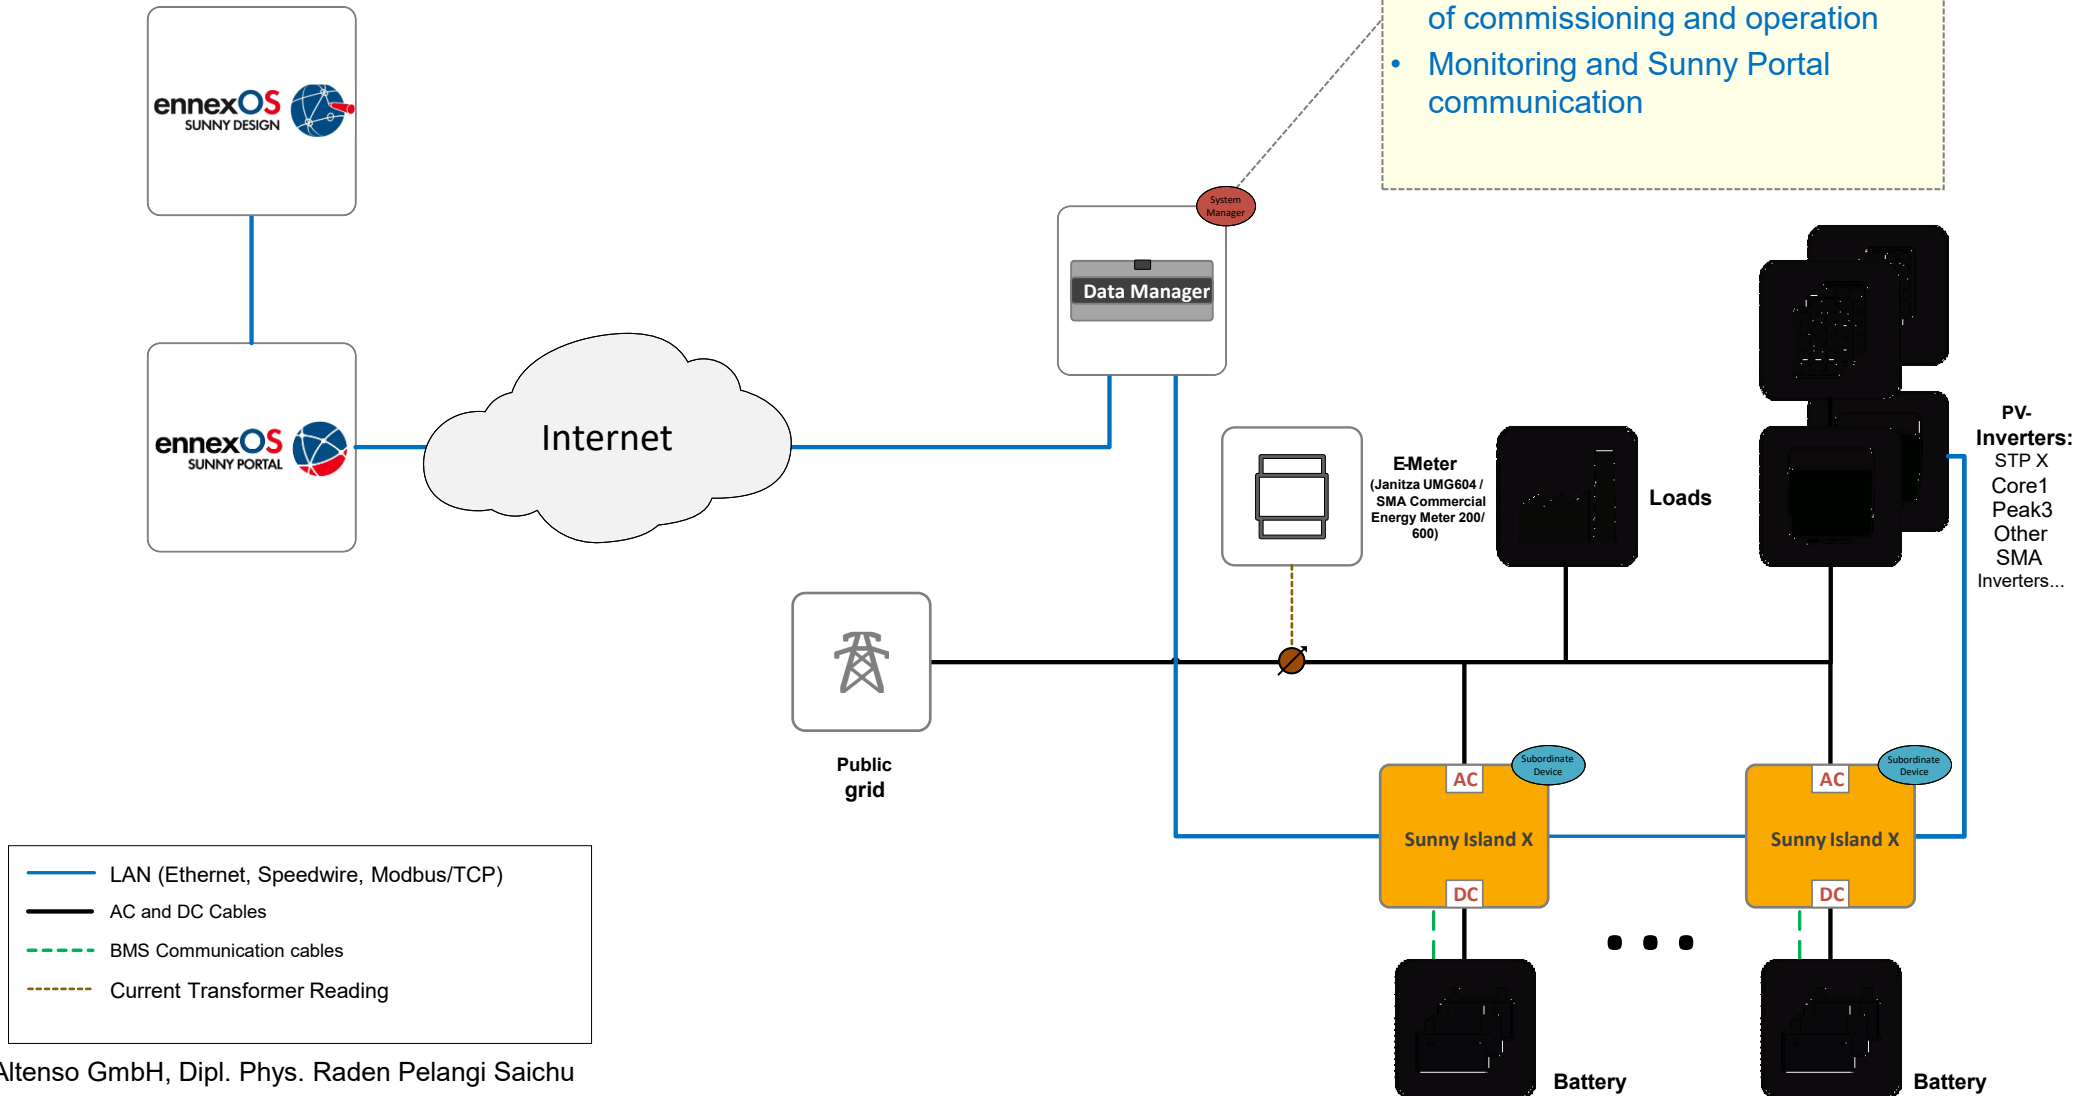 of commissioning and operation
• Monitoring and Sunny Portal
communication
ennexOS
SUNNY DESIGN
System
Manager
Data Manager
ennexOS
SUNNY PORTAL
Internet
E-Meter
(Janitza UMG604 /
SMA Commercial
Energy Meter 200/
600)
Loads
PV-
Inverters:
STP X
Core1
Peak3
Other
SMA
Inverters...
Public
grid
Subordinate
Device
AC
Sunny Island X
DC
Subordinate
Device
AC
Sunny Island X
DC
Battery
Battery
LAN (Ethernet, Speedwire, Modbus/TCP)
AC and DC Cables
BMS Communication cables
Current Transformer Reading
Altenso GmbH, Dipl. Phys. Raden Pelangi Saichu